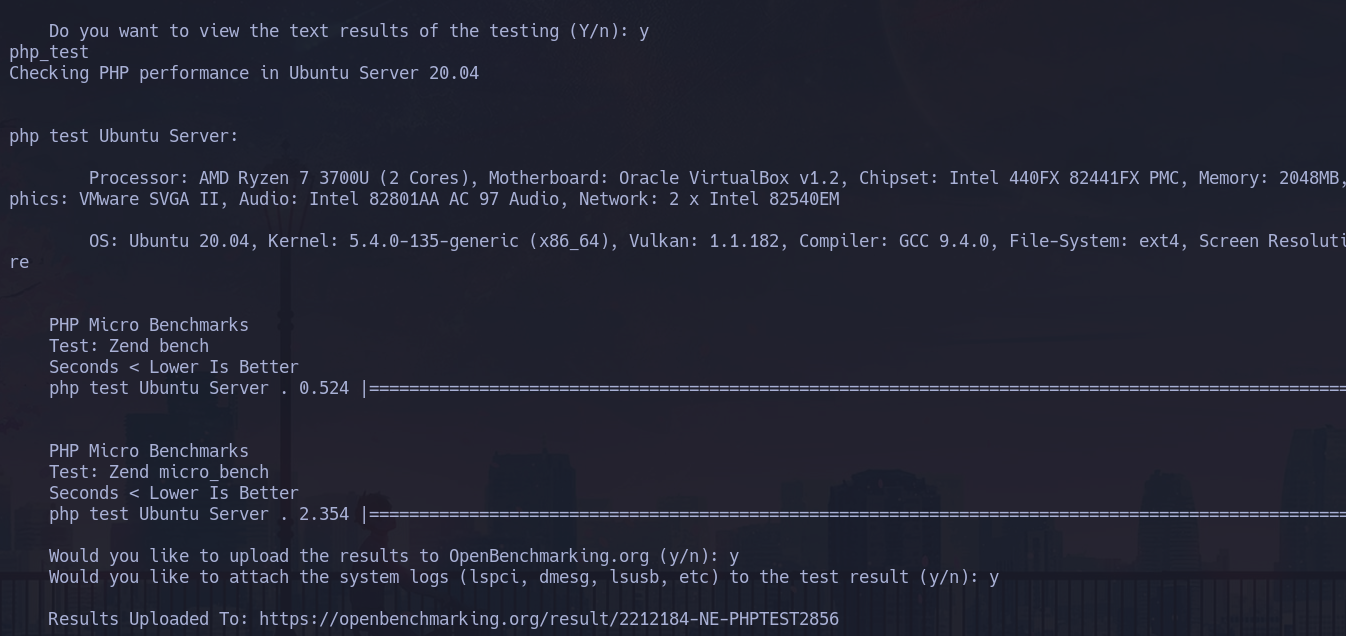 Do you want to view the text results of the testing (Y/n): y
php_test
Checking PHP performance in Ubuntu Server 20.04
php test Ubuntu Server:
Processor: AMD Ryzen 7 3700U (2 Cores), Motherboard: Oracle VirtualBox v1.2, Chipset: Intel 440FX 82441FX PMC, Memory: 2048MB,
phics: VMware SVGA II, Audio: Intel 82801AA AC 97 Audio, Network: 2 x Intel 82540EM
OS: Ubuntu 20.04, Kernel: 5.4.0-135-generic (x86_64), Vulkan: 1.1.182, Compiler: GCC 9.4.0, File-System: ext4, Screen Resoluti
re
PHP Micro Benchmarks
Test: Zend bench
Seconds < Lower Is Better
php test Ubuntu Server . 0.524 |==================================================================================================
PHP Micro Benchmarks
Test: Zend micro_bench
Seconds < Lower Is Better
php test Ubuntu Server . 2.354 |==================================================================================================
Would you like to upload the results to OpenBenchmarking.org (y/n): y
Would you like to attach the system logs (lspci, dmesg, lsusb, etc) to the test result (y/n): y
Results Uploaded To: https://openbenchmarking.org/result/2212184-NE-PHPTEST2856